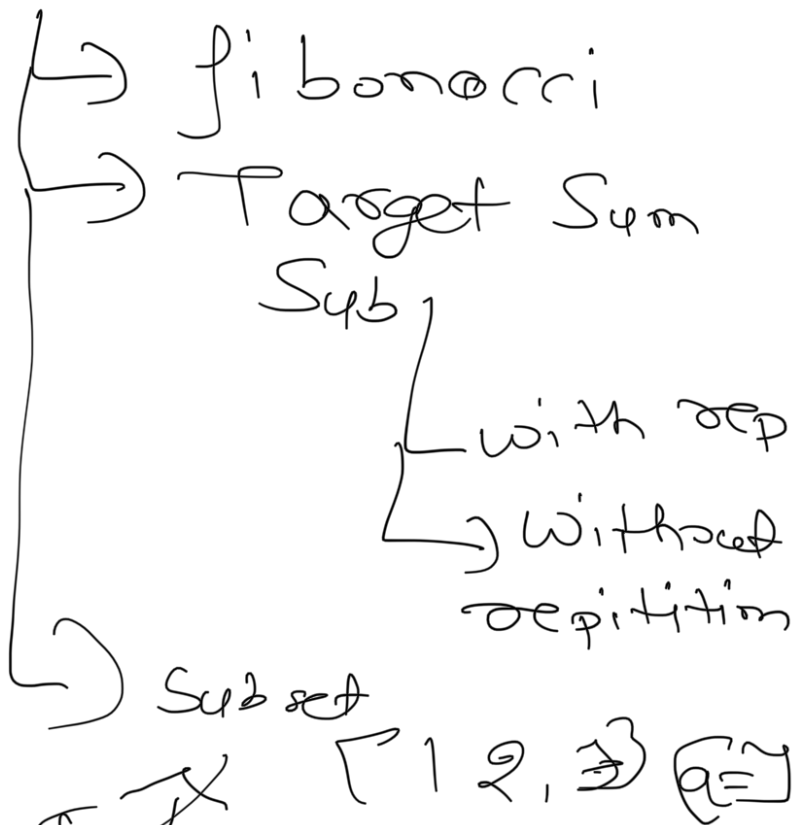 fibonacci
Target Sum
Sub
with rep
without
repitition
Subset
[1 2, 3}